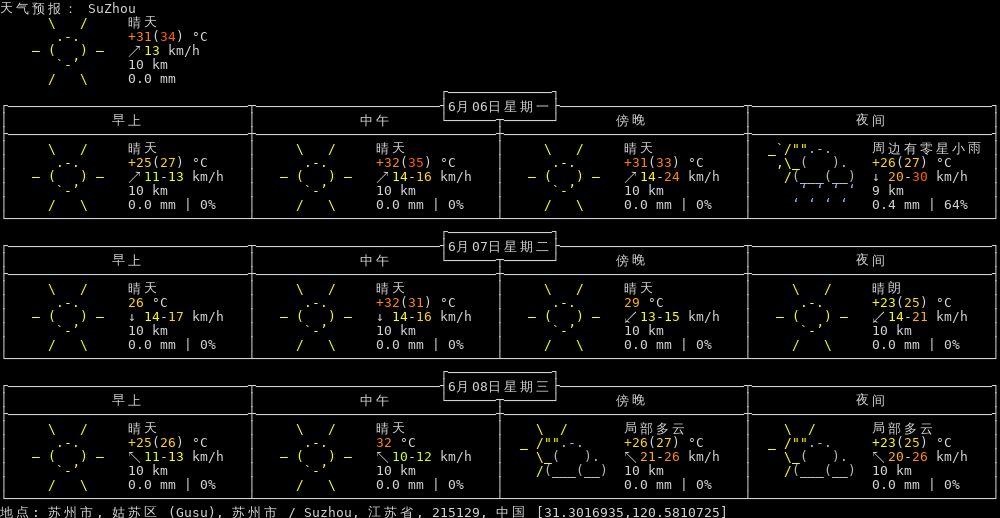 天气预报: SuZhou
晴天
+31(34) °C
↗ 13 km/h
10 km
0.0 mm
6月06日星期一
早上 中午 傍晚 夜间
晴天 晴天 晴天 周边有零星小雨
+25(27) °C +32(35) °C +31(33) °C +26(27) °C
↗ 11-13 km/h ↗ 14-16 km/h ↗ 14-24 km/h ↓ 20-30 km/h
10 km 10 km 10 km 9 km
0.0 mm | 0% 0.0 mm | 0% 0.0 mm | 0% 0.4 mm | 64%
6月07日星期二
早上 中午 傍晚 夜间
晴天 晴天 晴天 晴朗
26 °C +32(31) °C 29 °C +23(25) °C
↓ 14-17 km/h ↓ 14-16 km/h ↙ 13-15 km/h ↙ 14-21 km/h
10 km 10 km 10 km 10 km
0.0 mm | 0% 0.0 mm | 0% 0.0 mm | 0% 0.0 mm | 0%
6月08日星期三
早上 中午 傍晚 夜间
晴天 晴天 局部多云 局部多云
+25(26) °C 32 °C +26(27) °C +23(25) °C
↖ 11-13 km/h ↖ 10-12 km/h ↖ 21-26 km/h ↖ 20-26 km/h
10 km 10 km 10 km 10 km
0.0 mm | 0% 0.0 mm | 0% 0.0 mm | 0% 0.0 mm | 0%
地点: 苏州市, 姑苏区 (Gusu), 苏州市 / Suzhou, 江苏省, 215129, 中国 [31.3016935,120.5810725]